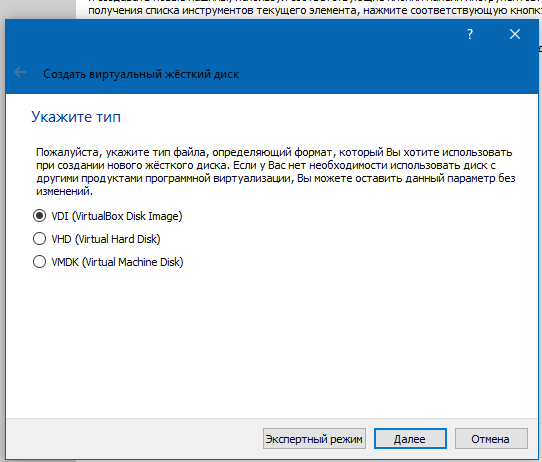 получения списка инструментов текущего элемента, нажмите соответствующую кнопку
?
Создать виртуальный жёсткий диск
Укажите тип
Пожалуйста, укажите тип файла, определяющий формат, который Вы хотите использовать
при создании нового жёсткого диска. Если у Вас нет необходимости использовать диск с
другими продуктами программной виртуализации, Вы можете оставить данный параметр без
изменений.
VDI (VirtualBox Disk Image)
VHD (Virtual Hard Disk)
VMDK (Virtual Machine Disk)
Экспертный режим
Далее
Отмена